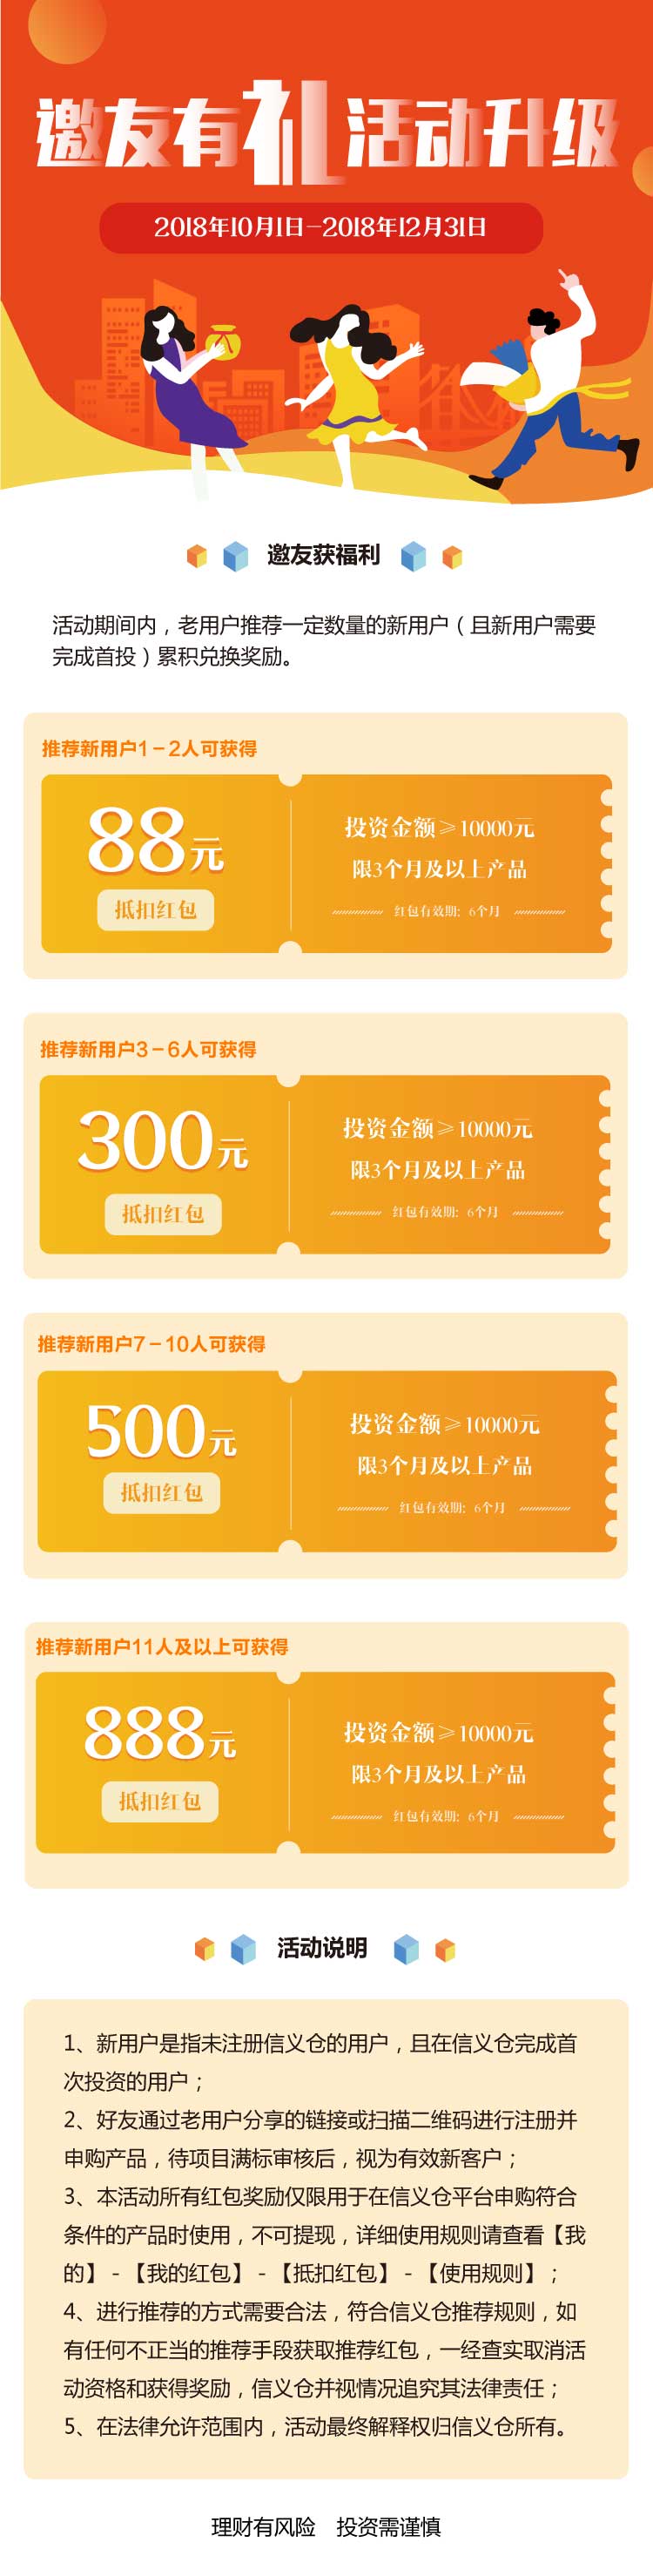 邀友有礼活动升级
2018年10月1日-2018年12月31日
邀友获福利
活动期间内，老用户推荐一定数量的新用户（且新用户需要
完成首投）累积兑换奖励。
推荐新用户1-2人可获得
88元
抵扣红包
投资金额≥10000元
限3个月及以上产品
红包有效期：6个月
推荐新用户3-6人可获得
300元
抵扣红包
投资金额≥10000元
限3个月及以上产品
红包有效期：6个月
推荐新用户7-10人可获得
500元
抵扣红包
投资金额≥10000元
限3个月及以上产品
红包有效期：6个月
推荐新用户11人及以上可获得
888元
抵扣红包
投资金额≥10000元
限3个月及以上产品
红包有效期：6个月
活动说明
1、新用户是指未注册信义仓的用户，且在信义仓完成首
次投资的用户；
2、好友通过老用户分享的链接或扫描二维码进行注册并
申购产品，待项目满标审核后，视为有效新客户；
3、本活动所有红包奖励仅限用于在信义仓平台申购符合
条件的产品时使用，不可提现，详细使用规则请查看【我
的】-【我的红包】-【抵扣红包】-【使用规则】；
4、进行推荐的方式需要合法，符合信义仓推荐规则，如
有任何不正当的推荐手段获取推荐红包，一经查实取消活
动资格和获得奖励，信义仓并视情况追究其法律责任；
5、在法律允许范围内，活动最终解释权归信义仓所有。
理财有风险　投资需谨慎